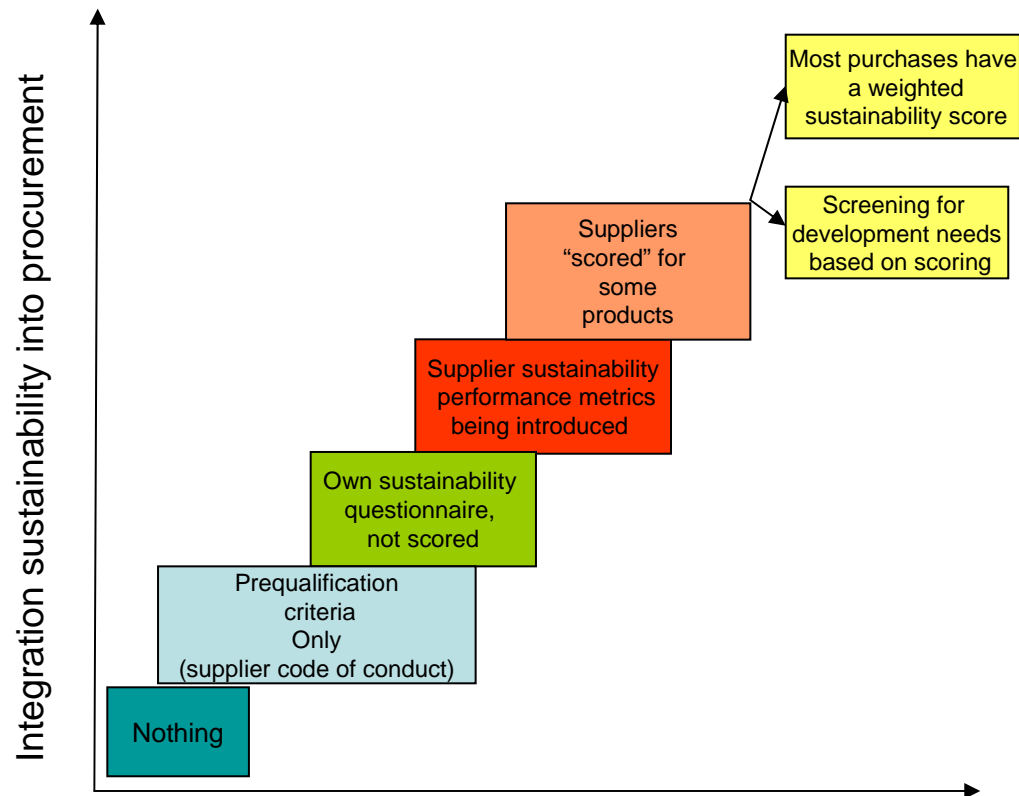 Integration sustainability into procurement
Most purchases have
a weighted
sustainability score
Screening for
development needs
based on scoring
Suppliers
“scored” for
some
products
Supplier sustainability
performance metrics
being introduced
Own sustainability
questionnaire,
not scored
Prequalification
criteria
Only
(supplier code of conduct)
Nothing